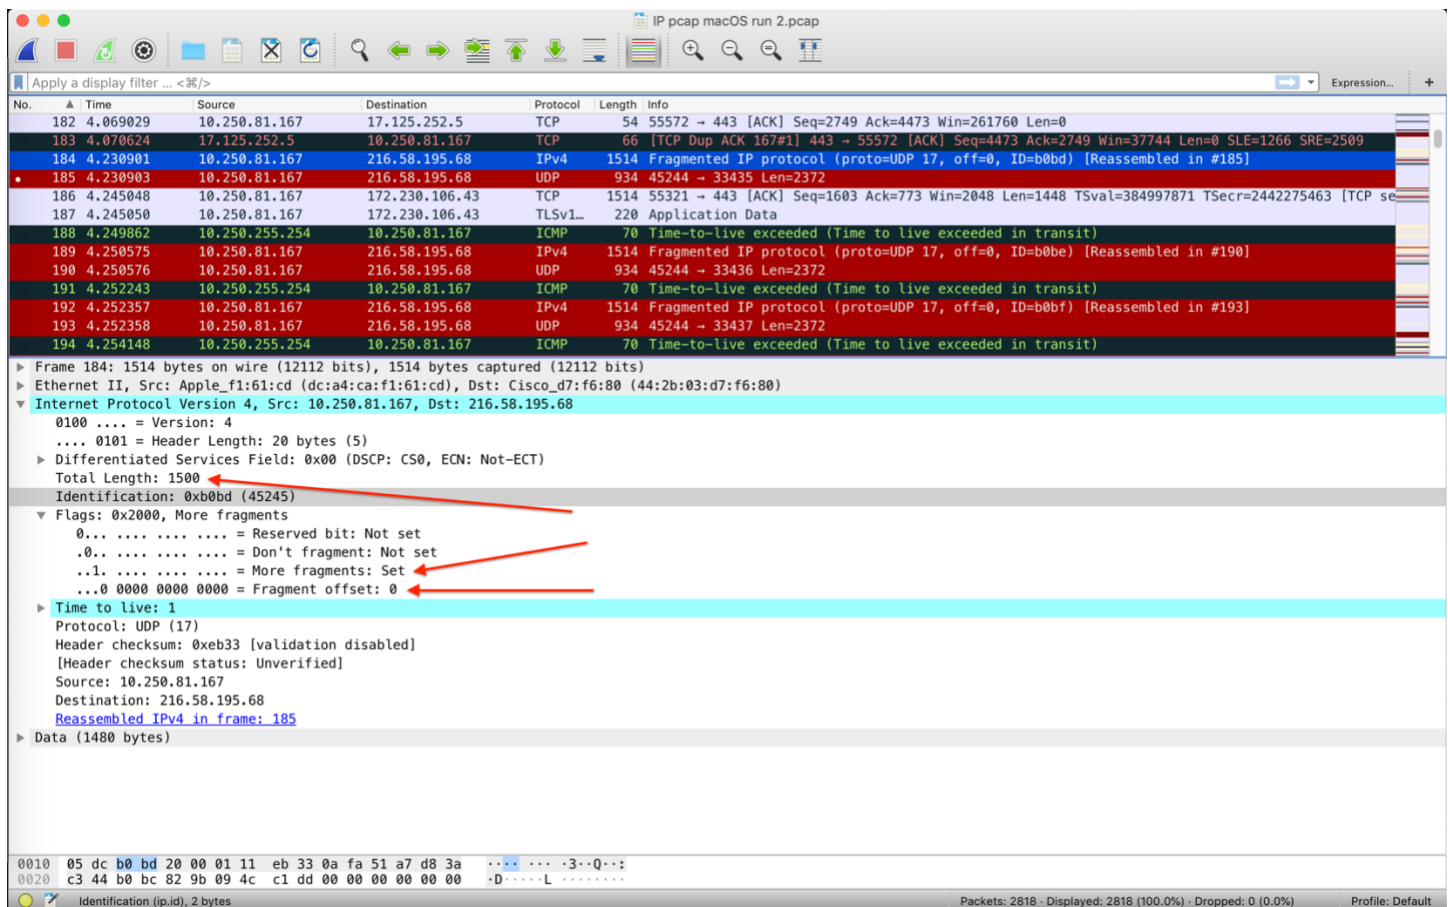 IP pcap macOS run 2.pcap
Apply a display filter ... <⌘/>
Expression...
+
No. Time Source Destination Protocol Length Info
182 4.069029 10.250.81.167 17.125.252.5 TCP 54 55572 → 443 [ACK] Seq=2749 Ack=4473 Win=261760 Len=0
183 4.070624 17.125.252.5 10.250.81.167 TCP 66 [TCP Dup ACK 167#1] 443 → 55572 [ACK] Seq=4473 Ack=2749 Win=37744 Len=0 SLE=1266 SRE=2509
184 4.230901 10.250.81.167 216.58.195.68 IPv4 1514 Fragmented IP protocol (proto=UDP 17, off=0, ID=b0bd) [Reassembled in #185]
185 4.230903 10.250.81.167 216.58.195.68 UDP 934 45244 → 33435 Len=2372
186 4.245048 10.250.81.167 172.230.106.43 TCP 1514 55321 → 443 [ACK] Seq=1603 Ack=773 Win=2048 Len=1448 TSval=384997871 TSecr=2442275463 [TCP se
187 4.245050 10.250.81.167 172.230.106.43 TLSv1… 220 Application Data
188 4.249862 10.250.255.254 10.250.81.167 ICMP 70 Time-to-live exceeded (Time to live exceeded in transit)
189 4.250575 10.250.81.167 216.58.195.68 IPv4 1514 Fragmented IP protocol (proto=UDP 17, off=0, ID=b0be) [Reassembled in #190]
190 4.250576 10.250.81.167 216.58.195.68 UDP 934 45244 → 33436 Len=2372
191 4.252243 10.250.255.254 10.250.81.167 ICMP 70 Time-to-live exceeded (Time to live exceeded in transit)
192 4.252357 10.250.81.167 216.58.195.68 IPv4 1514 Fragmented IP protocol (proto=UDP 17, off=0, ID=b0bf) [Reassembled in #193]
193 4.252358 10.250.81.167 216.58.195.68 UDP 934 45244 → 33437 Len=2372
194 4.254148 10.250.255.254 10.250.81.167 ICMP 70 Time-to-live exceeded (Time to live exceeded in transit)
Frame 184: 1514 bytes on wire (12112 bits), 1514 bytes captured (12112 bits)
Ethernet II, Src: Apple_f1:61:cd (dc:a4:ca:f1:61:cd), Dst: Cisco_d7:f6:80 (44:2b:03:d7:f6:80)
Internet Protocol Version 4, Src: 10.250.81.167, Dst: 216.58.195.68
0100 .... = Version: 4
.... 0101 = Header Length: 20 bytes (5)
Differentiated Services Field: 0x00 (DSCP: CS0, ECN: Not-ECT)
Total Length: 1500
Identification: 0xb0bd (45245)
Flags: 0x2000, More fragments
0... .... .... .... = Reserved bit: Not set
.0.. .... .... .... = Don't fragment: Not set
..1. .... .... .... = More fragments: Set
...0 0000 0000 0000 = Fragment offset: 0
Time to live: 1
Protocol: UDP (17)
Header checksum: 0xeb33 [validation disabled]
[Header checksum status: Unverified]
Source: 10.250.81.167
Destination: 216.58.195.68
Reassembled IPv4 in frame: 185
Data (1480 bytes)
0010 05 dc b0 bd 20 00 01 11 eb 33 0a fa 51 a7 d8 3a ···· ···· ·3··Q··:
0020 c3 44 b0 bc 82 9b 09 4c c1 dd 00 00 00 00 00 00 ·D·····L ········
Identification (ip.id), 2 bytes
Packets: 2818 · Displayed: 2818 (100.0%) · Dropped: 0 (0.0%)
Profile: Default